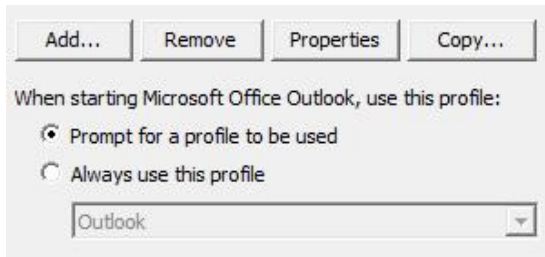 Add... Remove Properties Copy...
When starting Microsoft Office Outlook, use this profile:
Prompt for a profile to be used
Always use this profile
Outlook